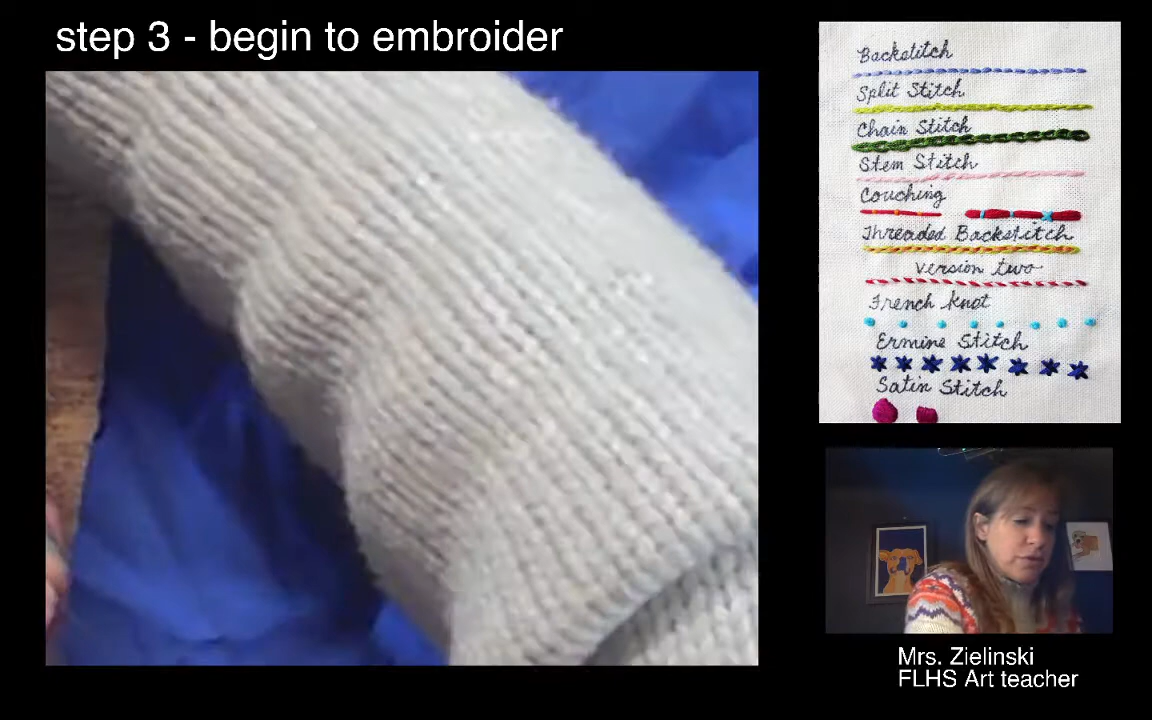 step 3 - begin to embroider
Backstitch
Split Stitch
Chain Stitch
Stem Stitch
Couching
Threaded Backstitch
version two
French knot
Ermine Stitch
Satin Stitch
Mrs. Zielinski
FLHS Art teacher